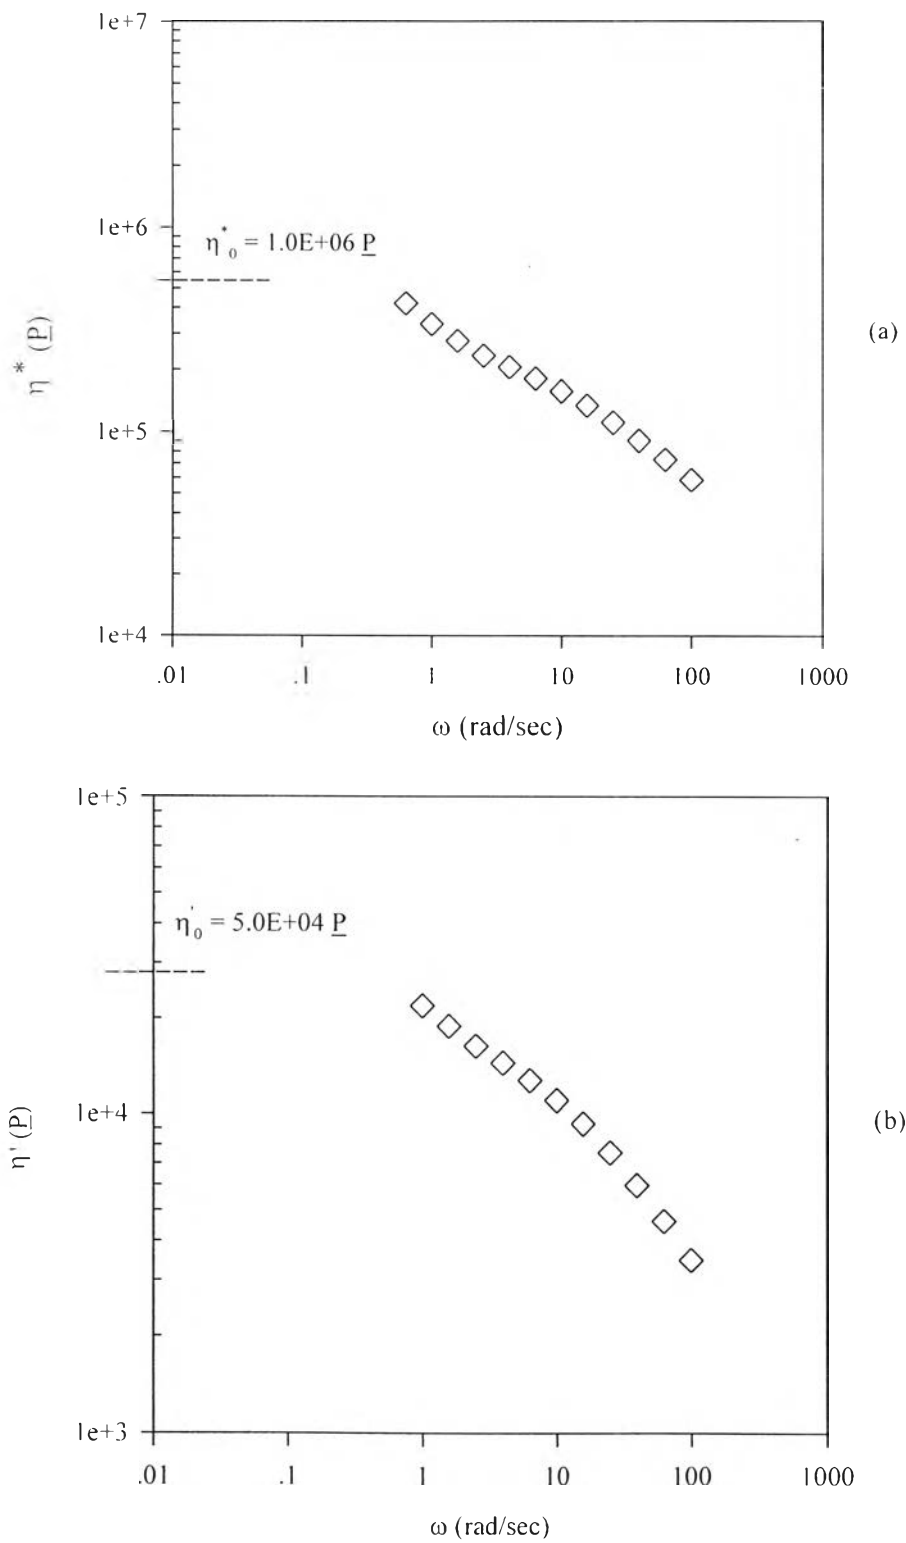 1e+7
1e+6
η*₀ = 1.0E+06 P
η* (P)
(a)
1e+5
1e+4
.01 .1 1 10 100 1000
ω (rad/sec)
1e+5
η'₀ = 5.0E+04 P
1e+4
η' (P)
(b)
1e+3
.01 .1 1 10 100 1000
ω (rad/sec)